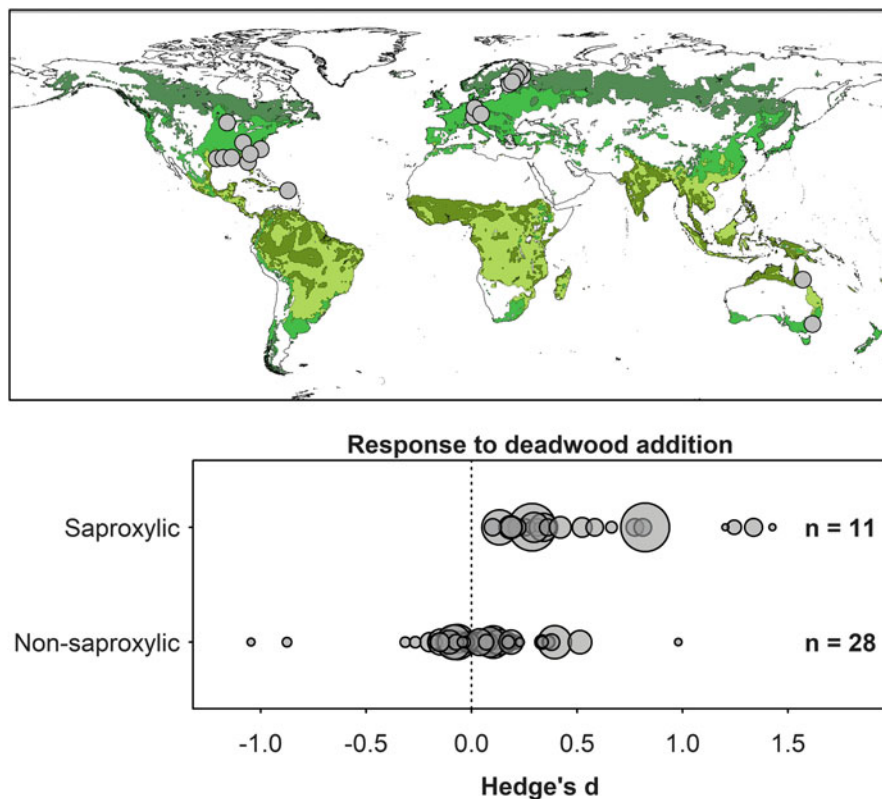 Response to deadwood addition
Saproxylic
n = 11
Non-saproxylic
n = 28
-1.0 -0.5 0.0 0.5 1.0 1.5
Hedge's d